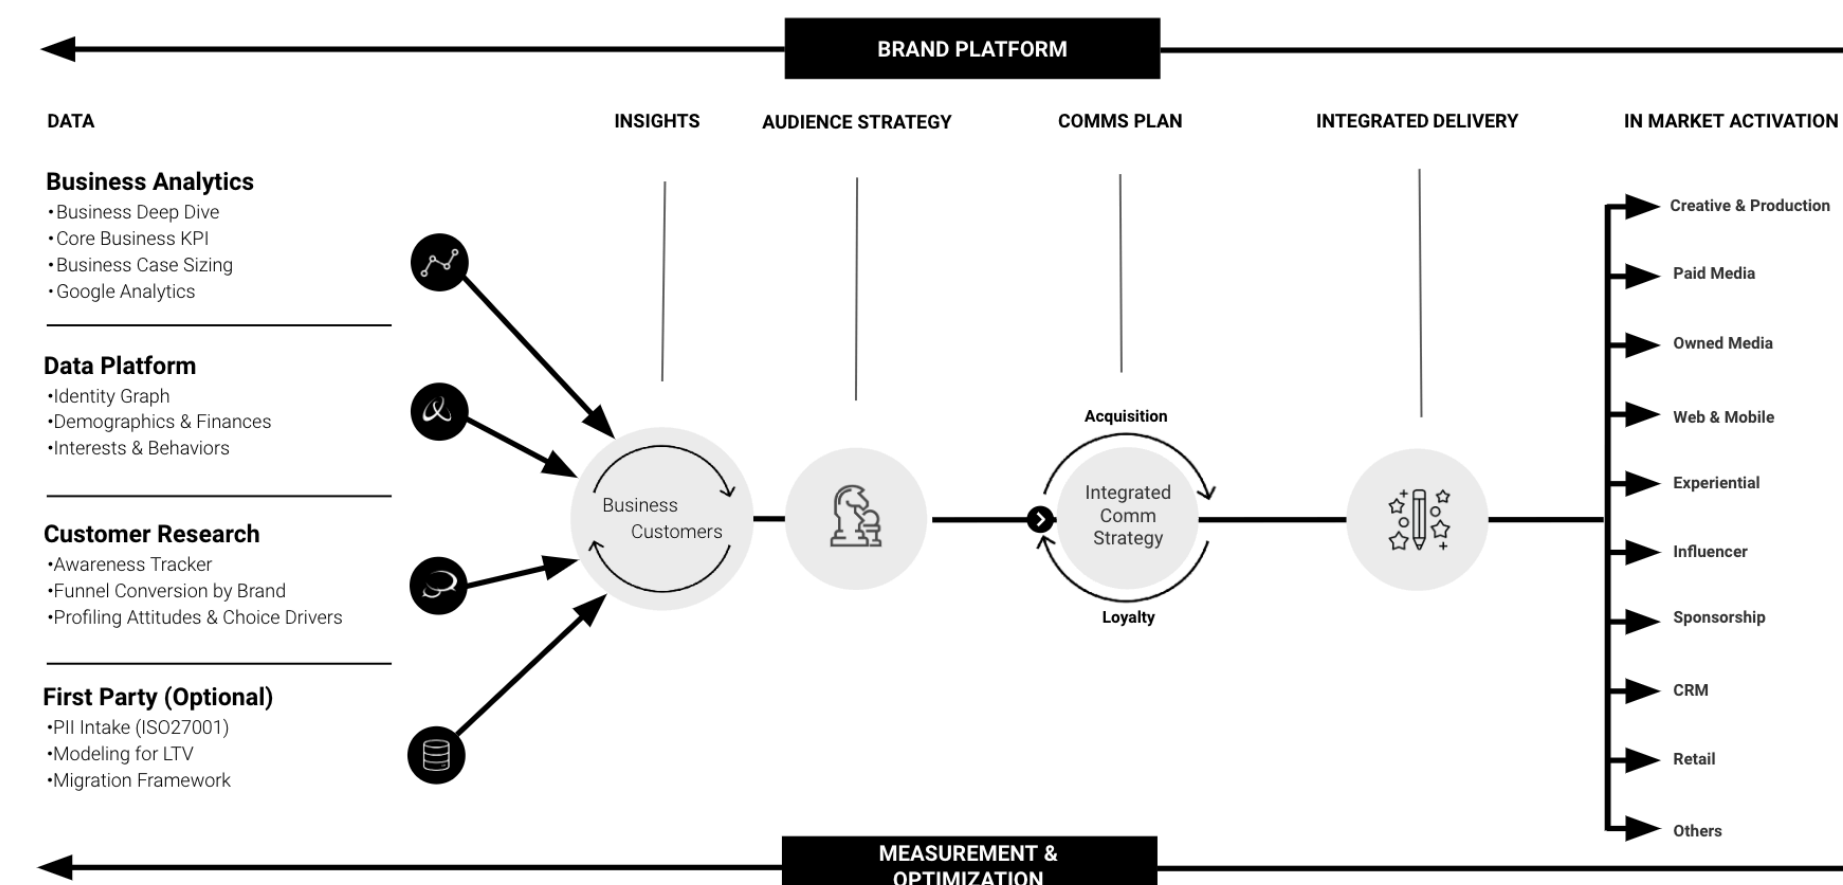 BRAND PLATFORM
DATA
INSIGHTS
AUDIENCE STRATEGY
COMMS PLAN
INTEGRATED DELIVERY
IN MARKET ACTIVATION
Business Analytics
•Business Deep Dive
•Core Business KPI
•Business Case Sizing
•Google Analytics
Data Platform
•Identity Graph
•Demographics & Finances
•Interests & Behaviors
Customer Research
•Awareness Tracker
•Funnel Conversion by Brand
•Profiling Attitudes & Choice Drivers
First Party (Optional)
•PII Intake (ISO27001)
•Modeling for LTV
•Migration Framework
Business
Customers
Acquisition
Integrated
Comm
Strategy
Loyalty
Creative & Production
Paid Media
Owned Media
Web & Mobile
Experiential
Influencer
Sponsorship
CRM
Retail
Others
MEASUREMENT &
OPTIMIZATION